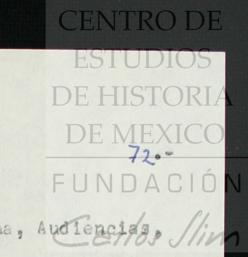 CENTRO DE
ESTUDIOS
DE HISTORIA
DE MEXICO
72.-
FUNDACIÓN
Carlos Slim
a, Audiencias,